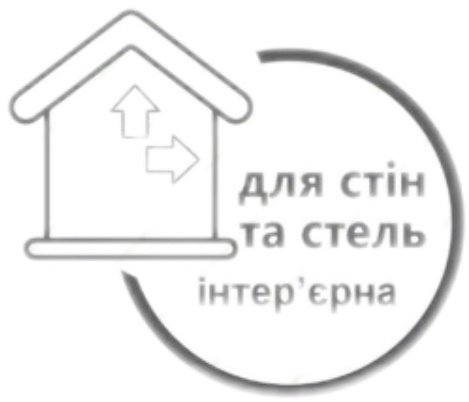 для стін
та стель
інтер’єрна